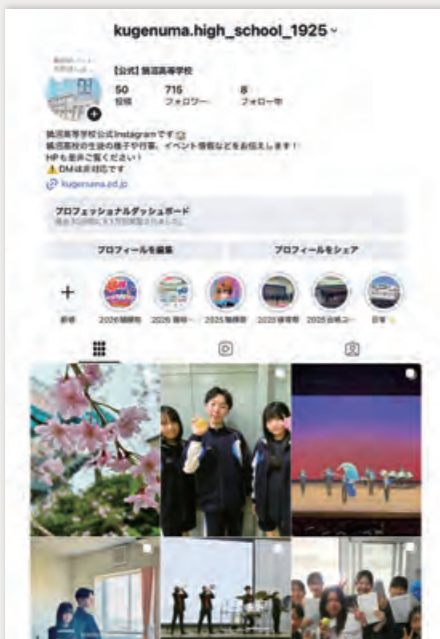 kugenuma.high_school_1925
【公式】鵠沼高等学校
50 715 8
投稿 フォロワー フォロー中
鵠沼高等学校公式Instagramです🏫
鵠沼高校の生徒の様子や行事、イベント情報などをお伝えします！
HPも是非ご覧ください！
⚠️DMは非対応です
kugenuma.ed.jp
プロフェッショナルダッシュボード
プロフィールを編集 プロフィールをシェア
新規